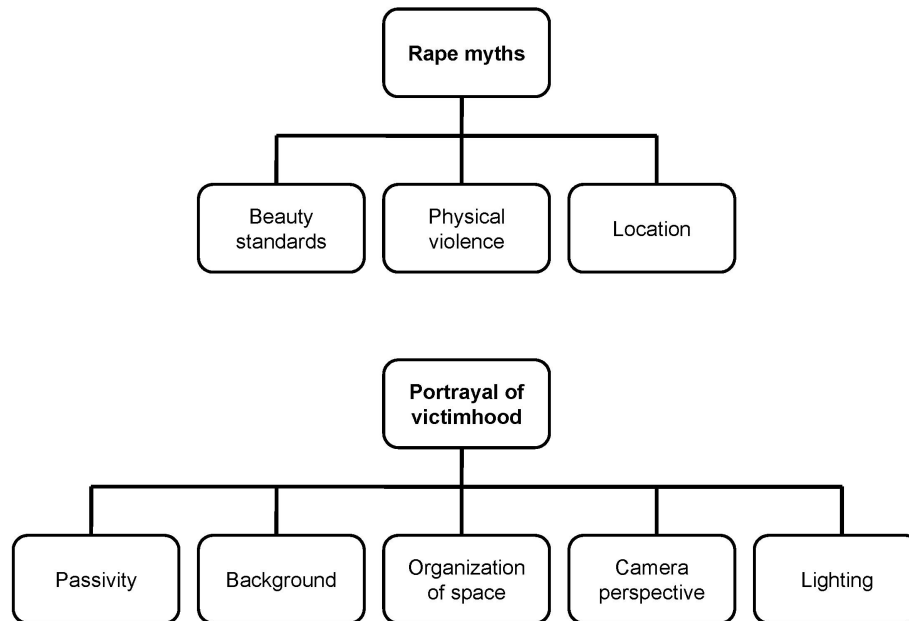 Rape myths
Beauty
standards
Physical
violence
Location
Portrayal of
victimhood
Passivity
Background
Organization
of space
Camera
perspective
Lighting